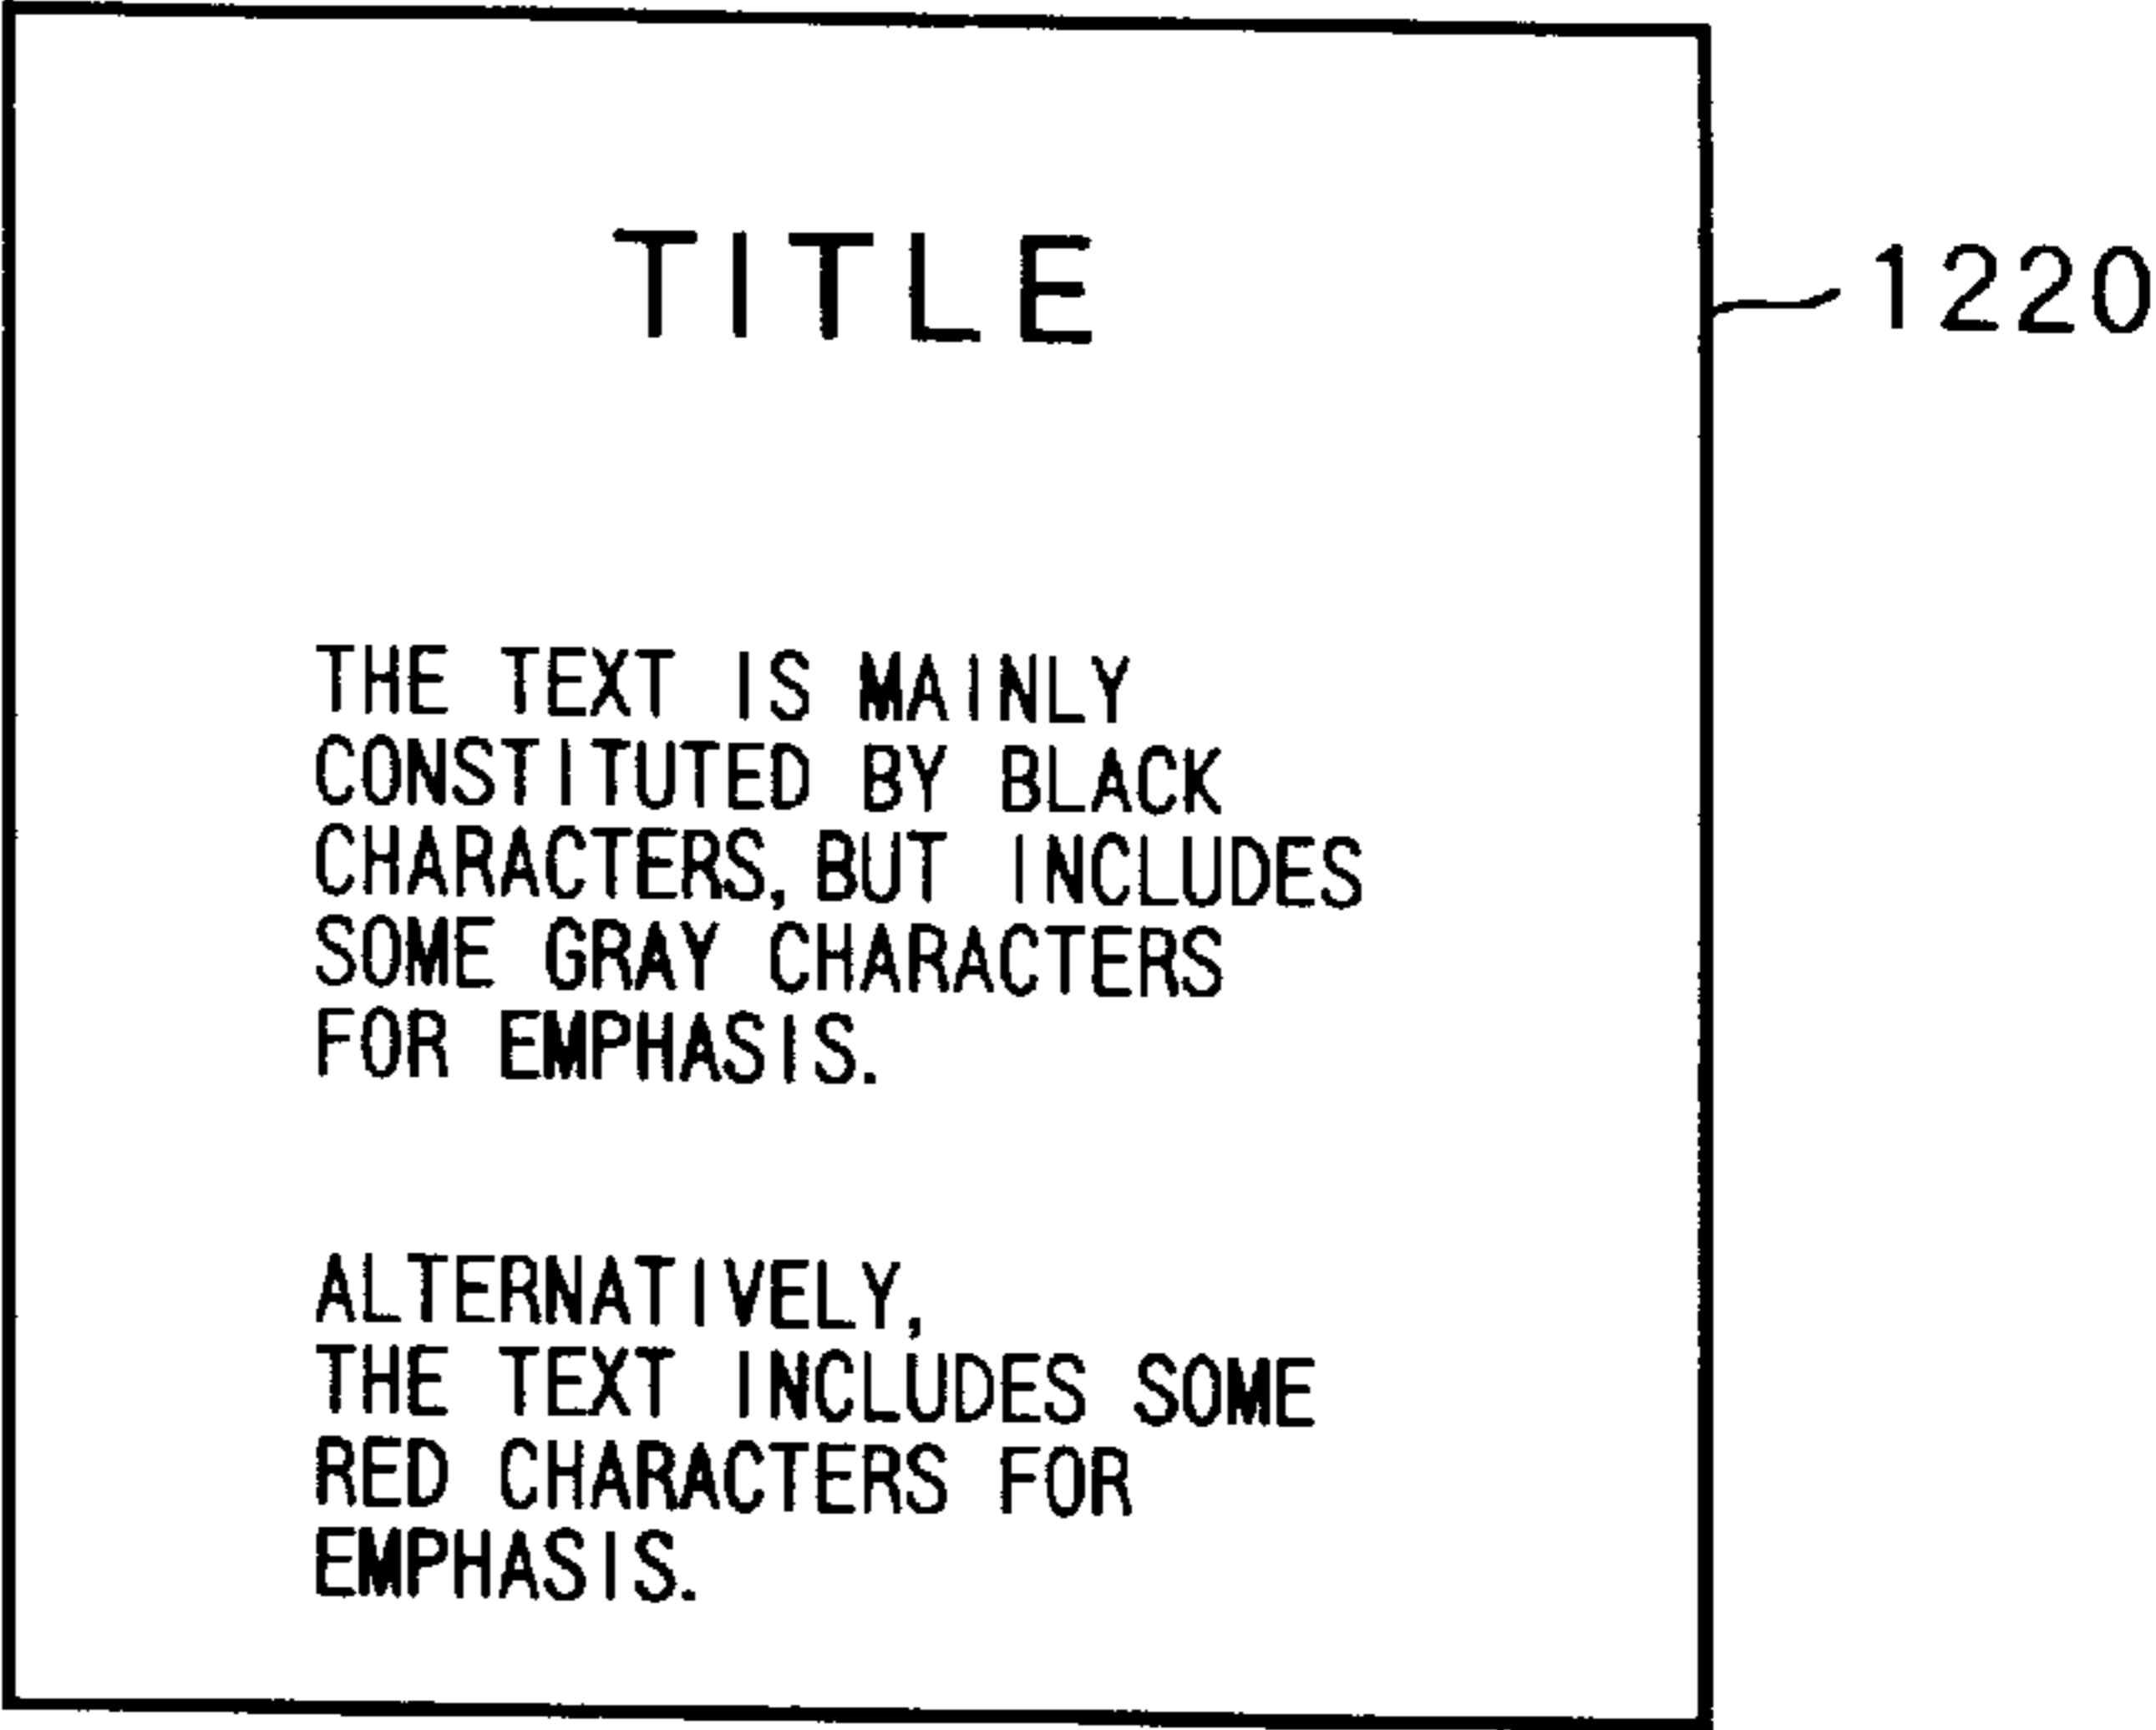 TITLE
1220
THE TEXT IS MAINLY
CONSTITUTED BY BLACK
CHARACTERS, BUT INCLUDES
SOME GRAY CHARACTERS
FOR EMPHASIS.
ALTERNATIVELY,
THE TEXT INCLUDES SOME
RED CHARACTERS FOR
EMPHASIS.